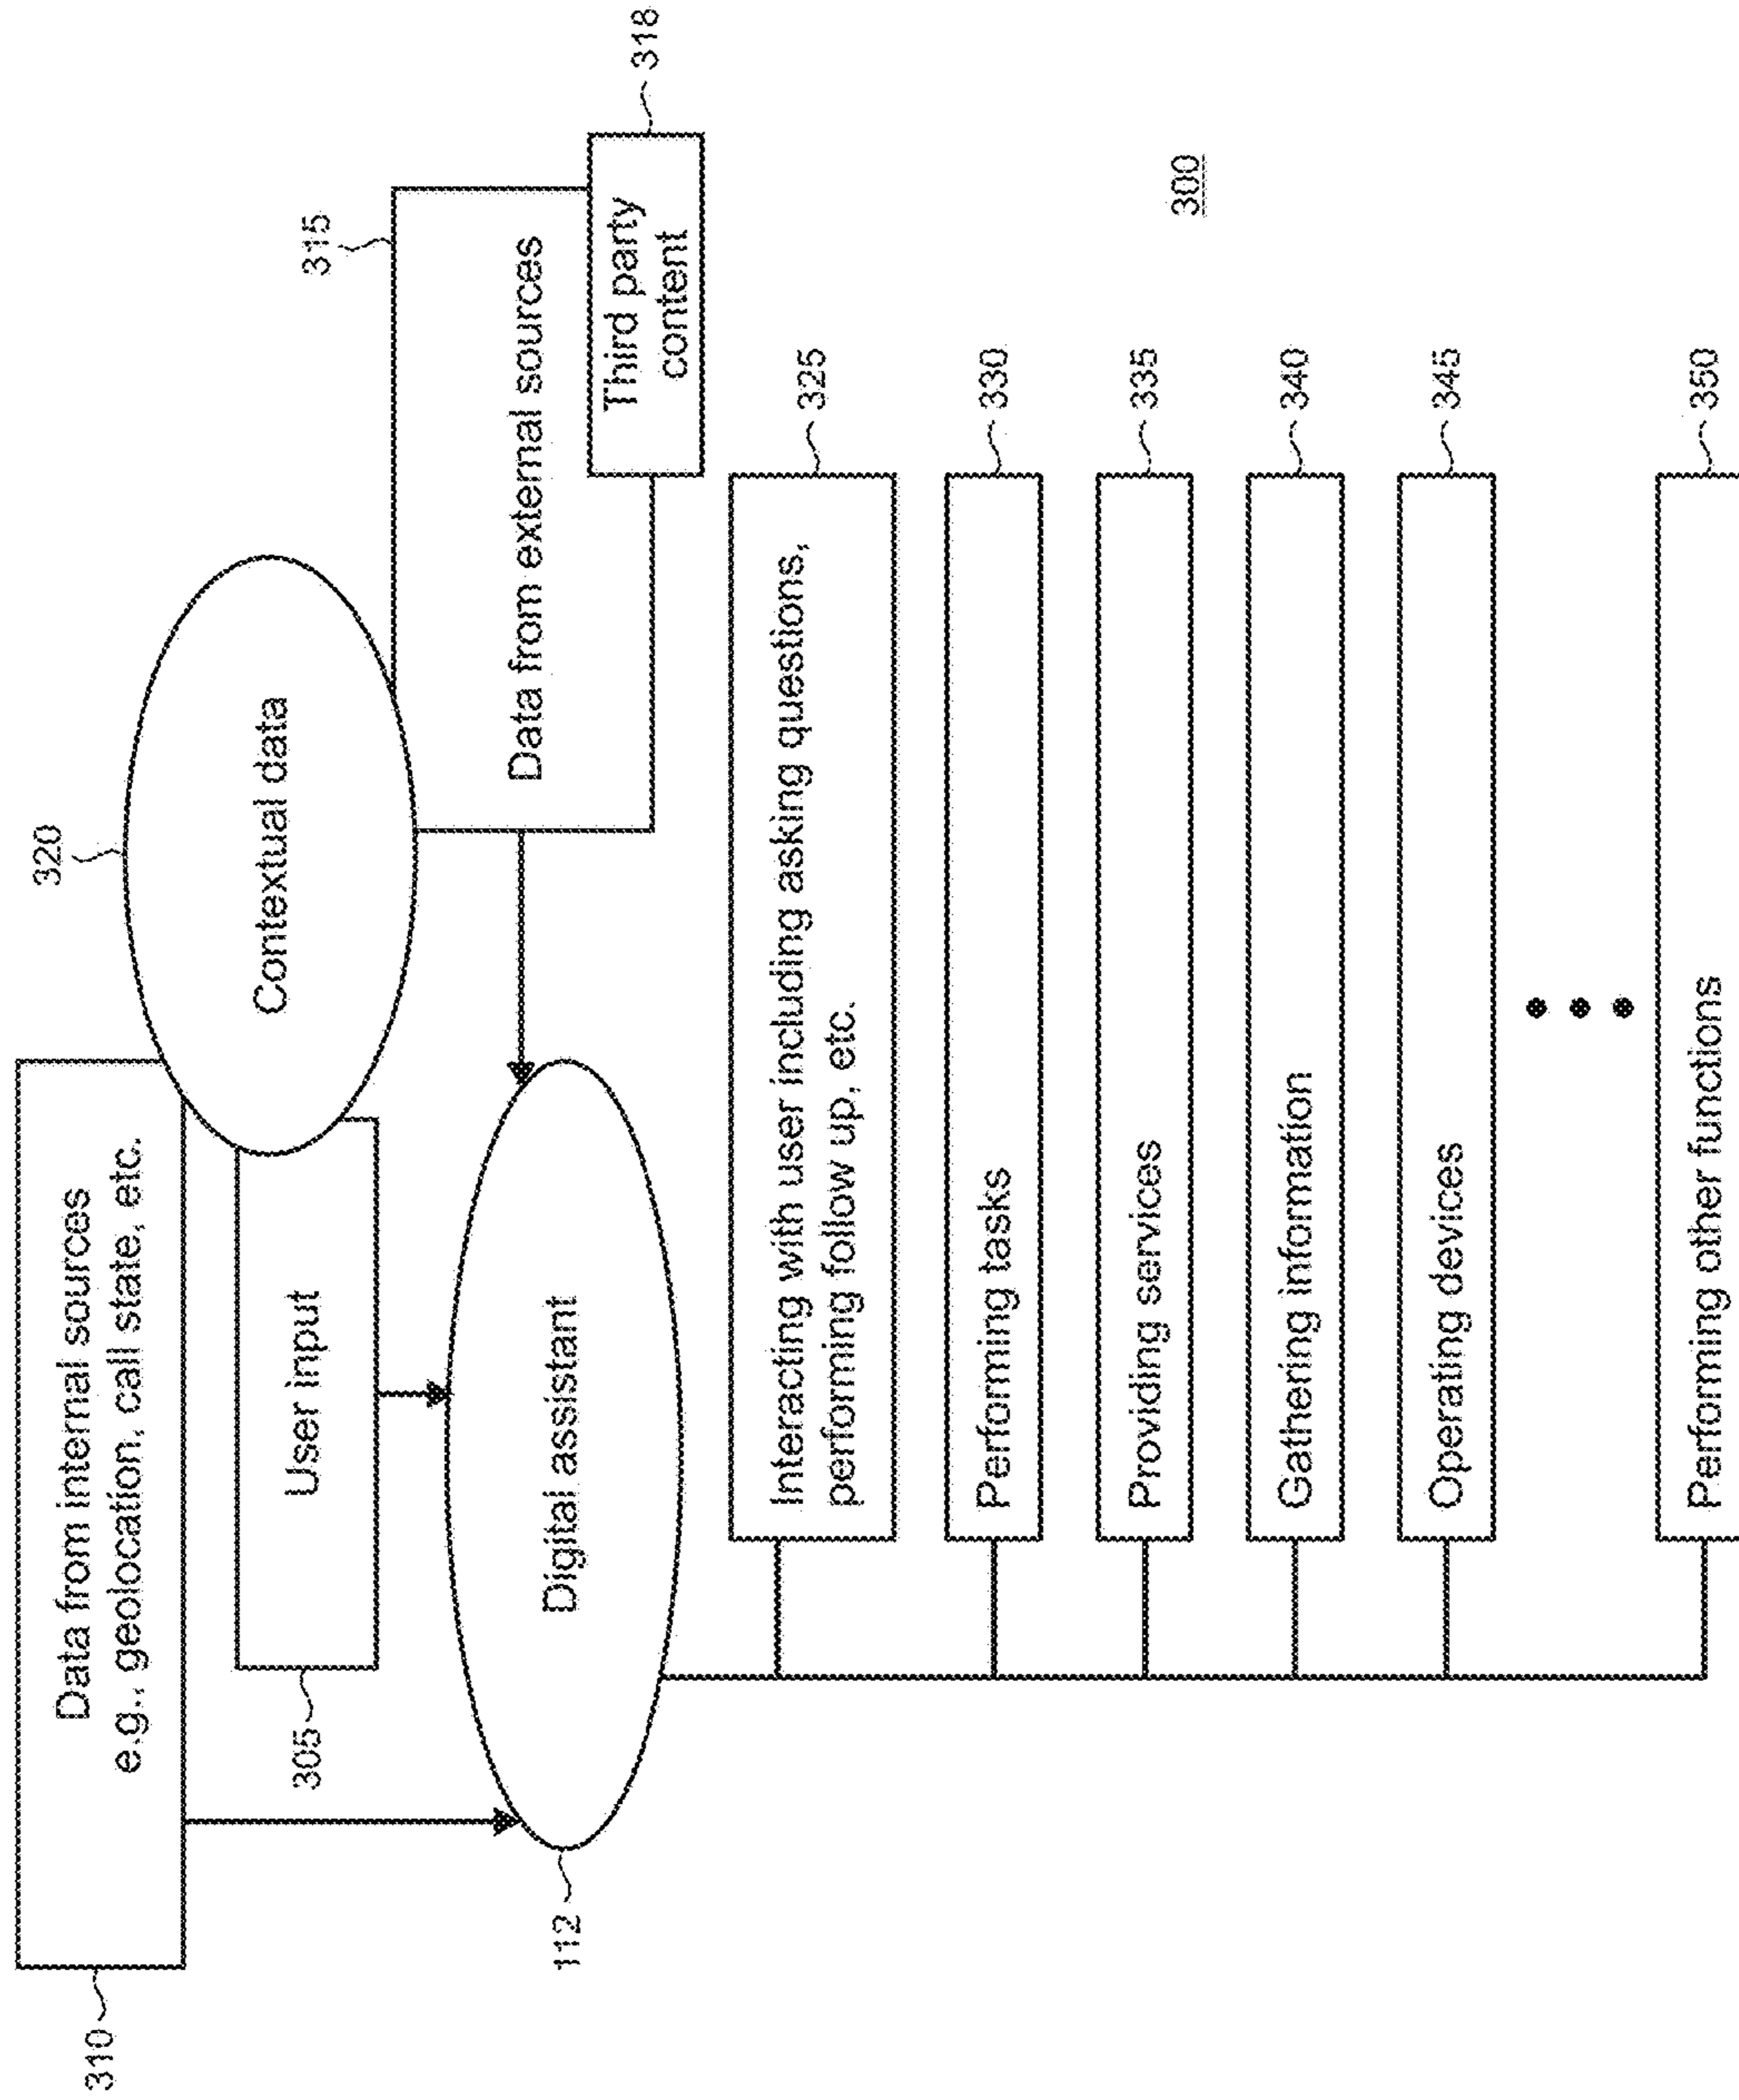 310
Data from internal sources
e.g., geolocation, call state, etc.
320
Contextual data
305
User input
315
Data from external sources
Third party
content
318
112
Digital assistant
Interacting with user including asking questions,
performing follow up, etc.
325
Performing tasks
330
Providing services
335
300
Gathering information
340
Operating devices
345
Performing other functions
350